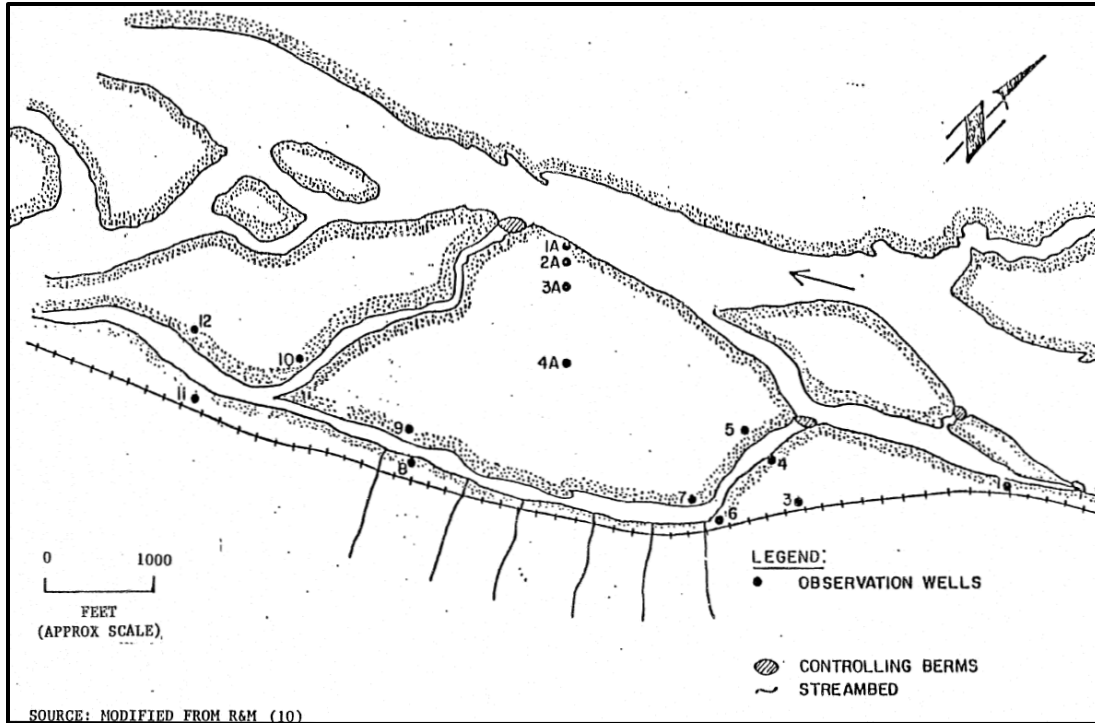 1A
2A
3A
4A
12
10
11
9
8
5
4
7
6
3
1
0 1000
FEET
(APPROX SCALE)
LEGEND:
OBSERVATION WELLS
CONTROLLING BERMS
STREAMBED
SOURCE: MODIFIED FROM R&M (10)